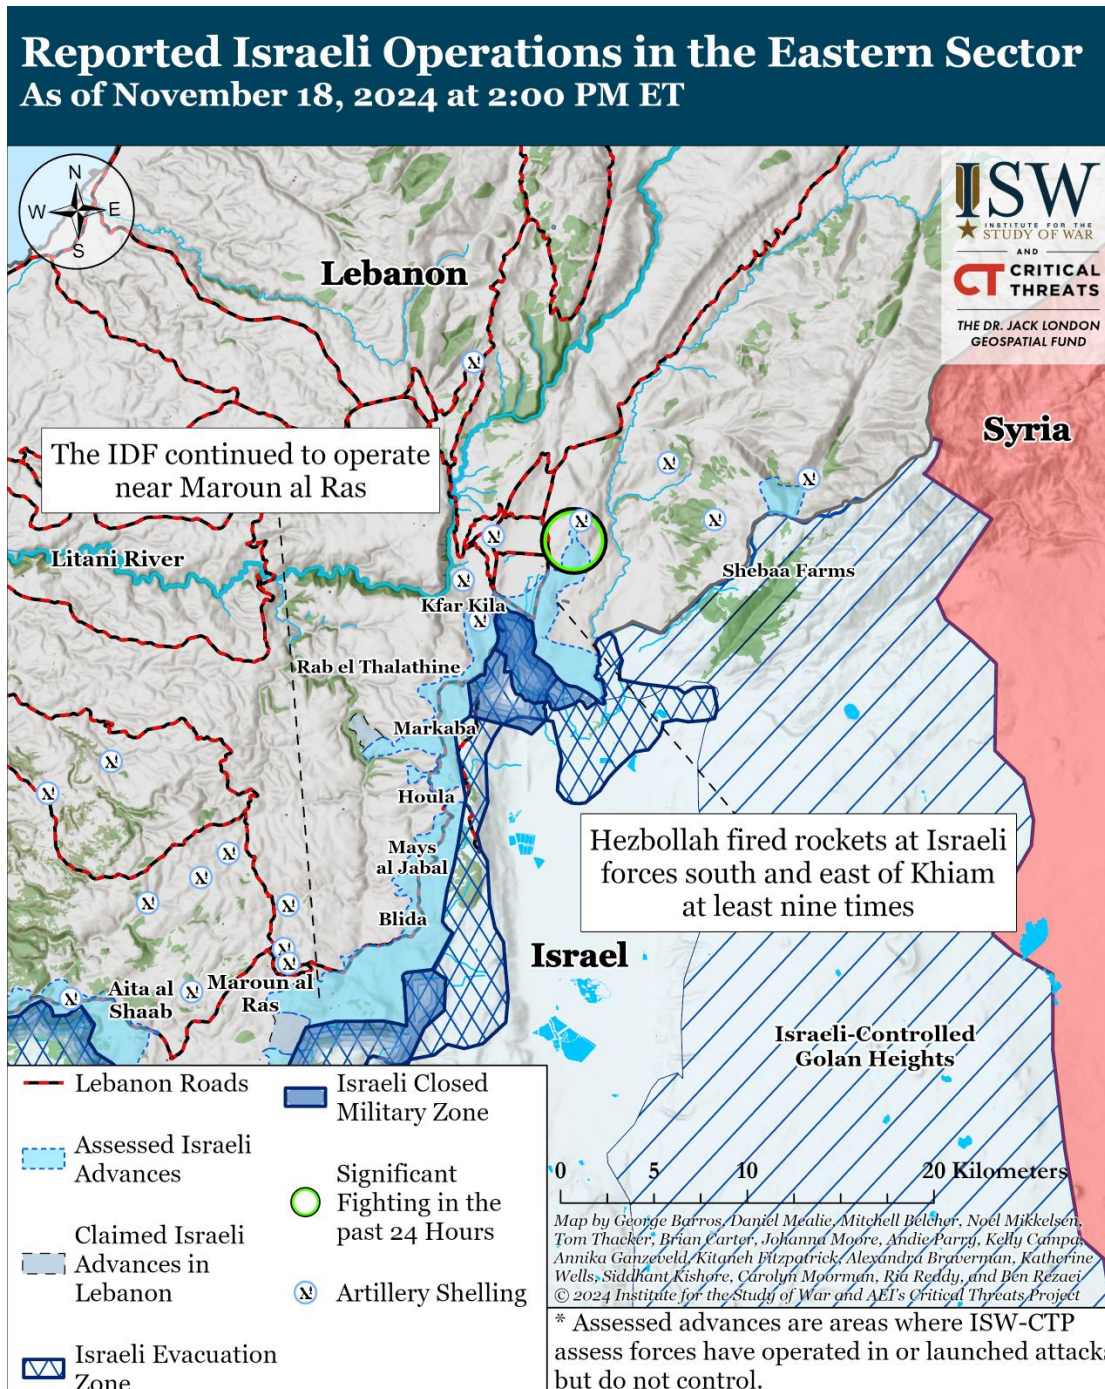 Reported Israeli Operations in the Eastern Sector
As of November 18, 2024 at 2:00 PM ET
N
W E
S
ISW
INSTITUTE FOR THE
STUDY OF WAR
AND
CT CRITICAL
THREATS
THE DR. JACK LONDON
GEOSPATIAL FUND
Lebanon
Syria
The IDF continued to operate
near Maroun al Ras
Litani River
Shebaa Farms
Kfar Kila
Rab el Thalathine
Markaba
Houla
Mays
al Jabal
Blida
Hezbollah fired rockets at Israeli
forces south and east of Khiam
at least nine times
Israel
Maroun al
Ras
Aita al
Shaab
Israeli-Controlled
Golan Heights
Lebanon Roads
Assessed Israeli
Advances
Claimed Israeli
Advances in
Lebanon
Israeli Evacuation
Zone
Israeli Closed
Military Zone
Significant
Fighting in the
past 24 Hours
Artillery Shelling
0 5 10 20 Kilometers
Map by George Barros, Daniel Mealie, Mitchell Belcher, Noel Mikkelsen,
Tom Thacker, Brian Carter, Johanna Moore, Andie Parry, Kelly Campa,
Annika Ganzeveld, Kitaneh Fitzpatrick, Alexandra Braverman, Katherine
Wells, Siddhant Kishore, Carolyn Moorman, Ria Reddy, and Ben Rezaei
© 2024 Institute for the Study of War and AEI's Critical Threats Project
* Assessed advances are areas where ISW-CTP
assess forces have operated in or launched attacks
but do not control.